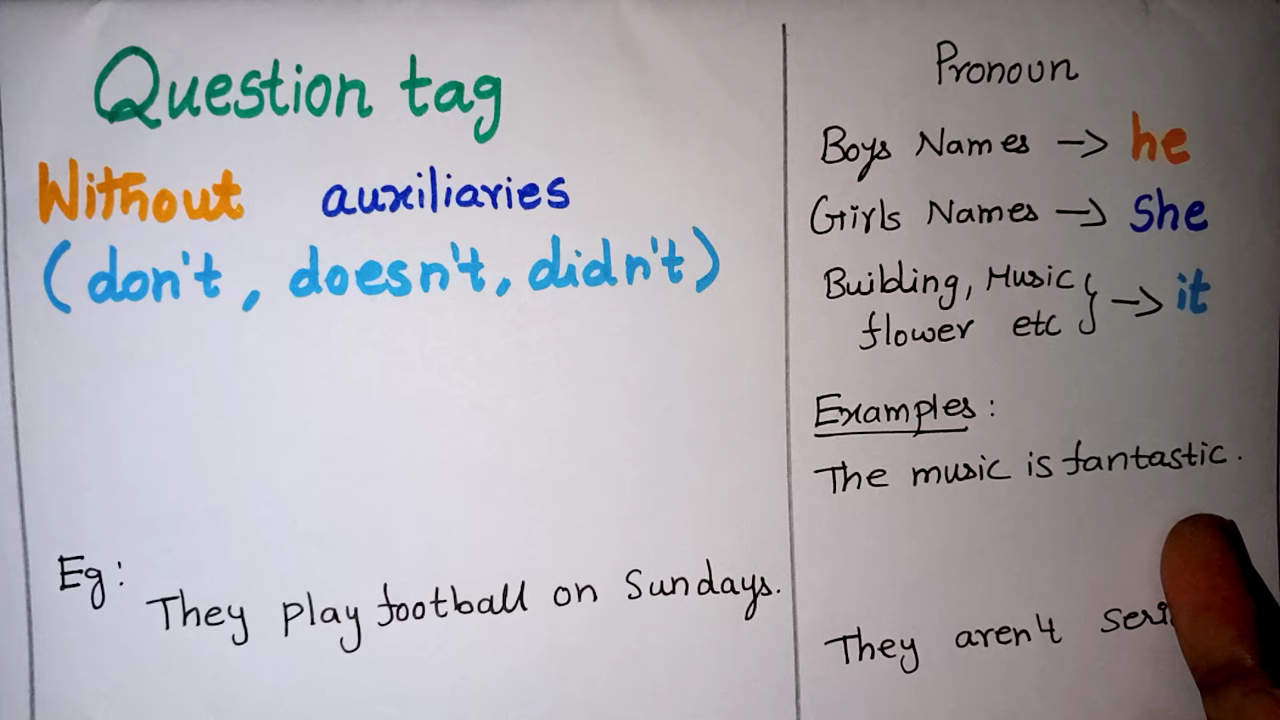 Question tag
Without auxiliaries
(don't, doesn't, didn't)
Eg: They play football on Sundays.
Pronoun
Boys Names -> he
Girls Names -> She
Building, Music
flower etc } -> it
Examples:
The music is fantastic.
They aren't